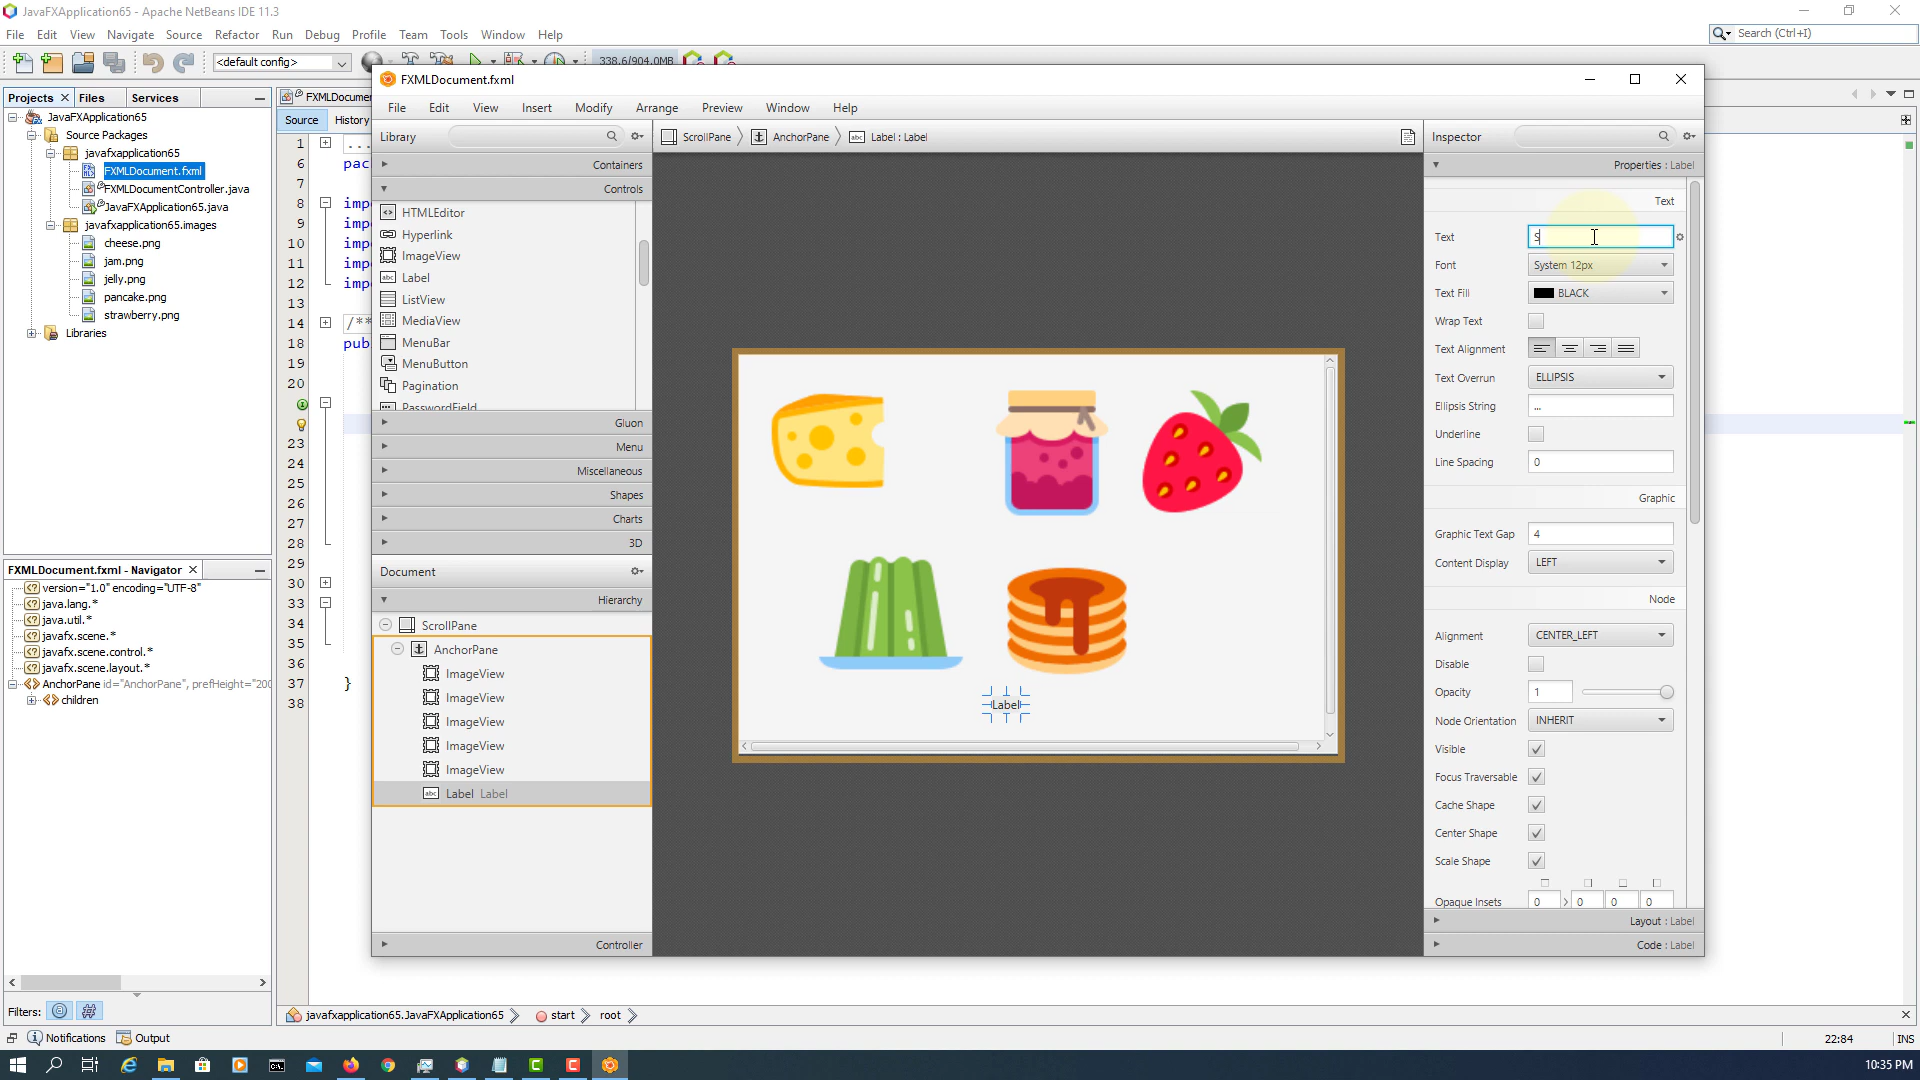 JavaFXApplication65 - Apache NetBeans IDE 11.3
File Edit View Navigate Source Refactor Run Debug Profile Team Tools Window Help
Search (Ctrl+I)
<default config>
338.6/904.0MB
Projects Files Services
JavaFXApplication65
Source Packages
javafxapplication65
FXMLDocument.fxml
FXMLDocumentController.java
JavaFXApplication65.java
javafxapplication65.images
cheese.png
jam.png
jelly.png
pancake.png
strawberry.png
Libraries
FXMLDocument.fxml - Navigator
version="1.0" encoding="UTF-8"
java.lang.*
java.util.*
javafx.scene.*
javafx.scene.control.*
javafx.scene.layout.*
AnchorPane id="AnchorPane", prefHeight="200
children
Filters:
Notifications Output
FXMLDocume
Source History
1 ...
6 pac
7
8 impo
9 impo
10 impo
11 impo
12 impo
13
14 /**
18 pub
19
20
23
24
25
26
27
28
29
30
33
34
35
36
37 }
38
FXMLDocument.fxml
File Edit View Insert Modify Arrange Preview Window Help
Library
Containers
Controls
HTMLEditor
Hyperlink
ImageView
Label
ListView
MediaView
MenuBar
MenuButton
Pagination
PasswordField
Gluon
Menu
Miscellaneous
Shapes
Charts
3D
Document
Hierarchy
ScrollPane
AnchorPane
ImageView
ImageView
ImageView
ImageView
ImageView
Label Label
Controller
ScrollPane AnchorPane Label : Label
Label
Inspector
Properties : Label
Text
Text S
Font System 12px
Text Fill BLACK
Wrap Text
Text Alignment
Text Overrun ELLIPSIS
Ellipsis String ...
Underline
Line Spacing 0
Graphic
Graphic Text Gap 4
Content Display LEFT
Node
Alignment CENTER_LEFT
Disable
Opacity 1
Node Orientation INHERIT
Visible
Focus Traversable
Cache Shape
Center Shape
Scale Shape
Opaque Insets 0 0 0 0
Layout : Label
Code : Label
javafxapplication65.JavaFXApplication65 start root
22:84 INS
10:35 PM